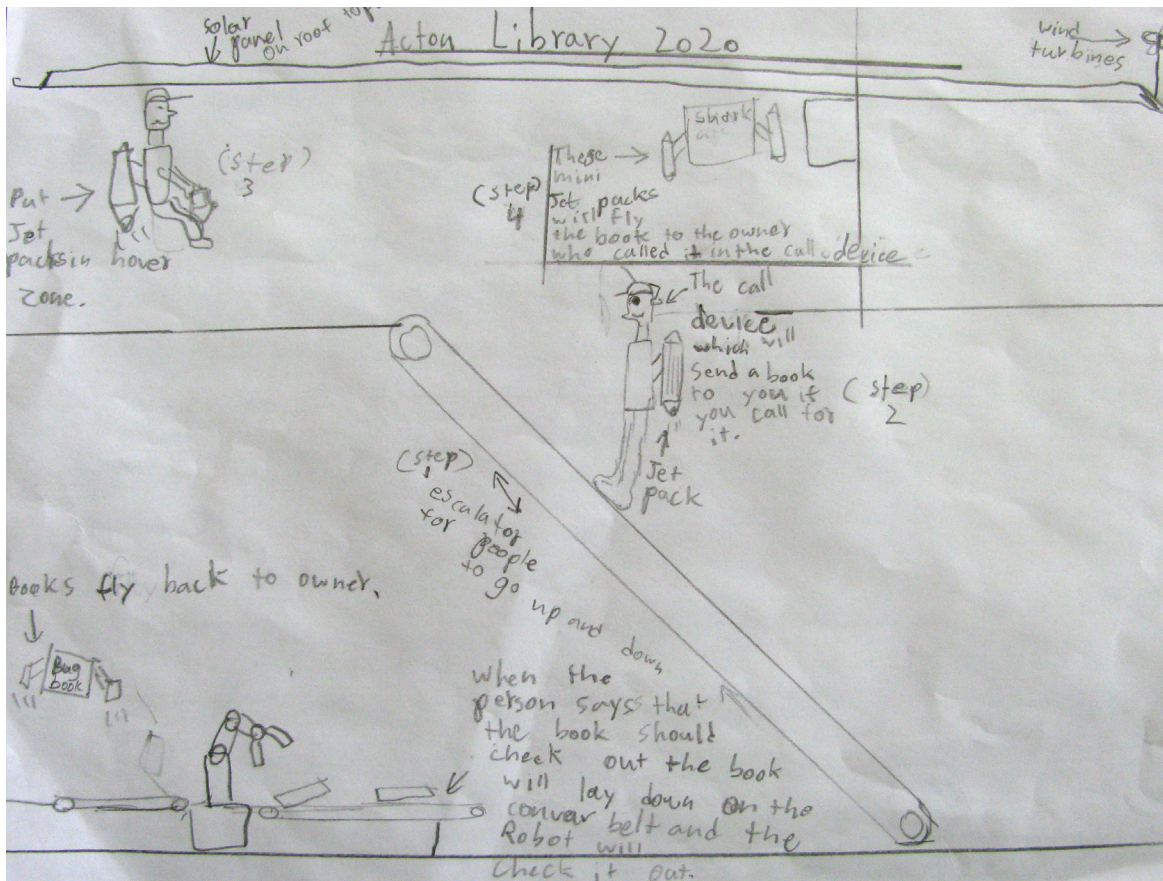 solar
panel
on roof top
Acton Library 2020
wind
turbines
(step)
3
Put
Jet
packs in hover
zone.
shark
(step)
4
These
mini
Jet packs
will fly
the book to the owner
who called it in the call device
The call
device
which will
send a book
to you if
you call for
it.
(step)
2
Jet
pack
(step)
1
escalator
for people
to go
up and down
Books fly back to owner.
Bug
book
when the
person says that
the book should
check out the book
will lay down on the
convar belt and the
Robot will
check it out.